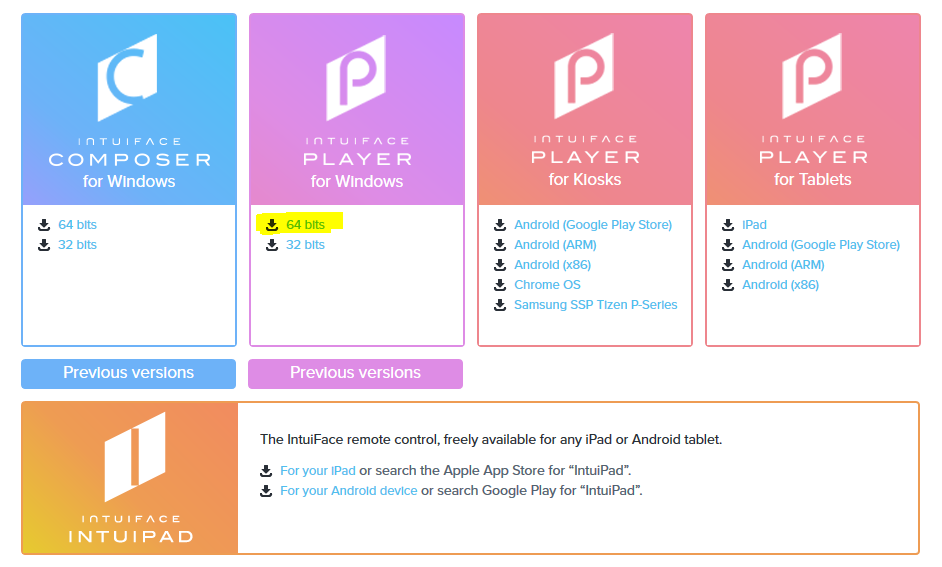 INTUIFACE
COMPOSER
for Windows
64 bits
32 bits
INTUIFACE
PLAYER
for Windows
64 bits
32 bits
INTUIFACE
PLAYER
for Kiosks
Android (Google Play Store)
Android (ARM)
Android (x86)
Chrome OS
Samsung SSP Tizen P-Series
INTUIFACE
PLAYER
for Tablets
iPad
Android (Google Play Store)
Android (ARM)
Android (x86)
Previous versions
Previous versions
INTUIFACE
INTUIPAD
The IntuiFace remote control, freely available for any iPad or Android tablet.
For your iPad or search the Apple App Store for “IntuiPad”.
For your Android device or search Google Play for “IntuiPad”.